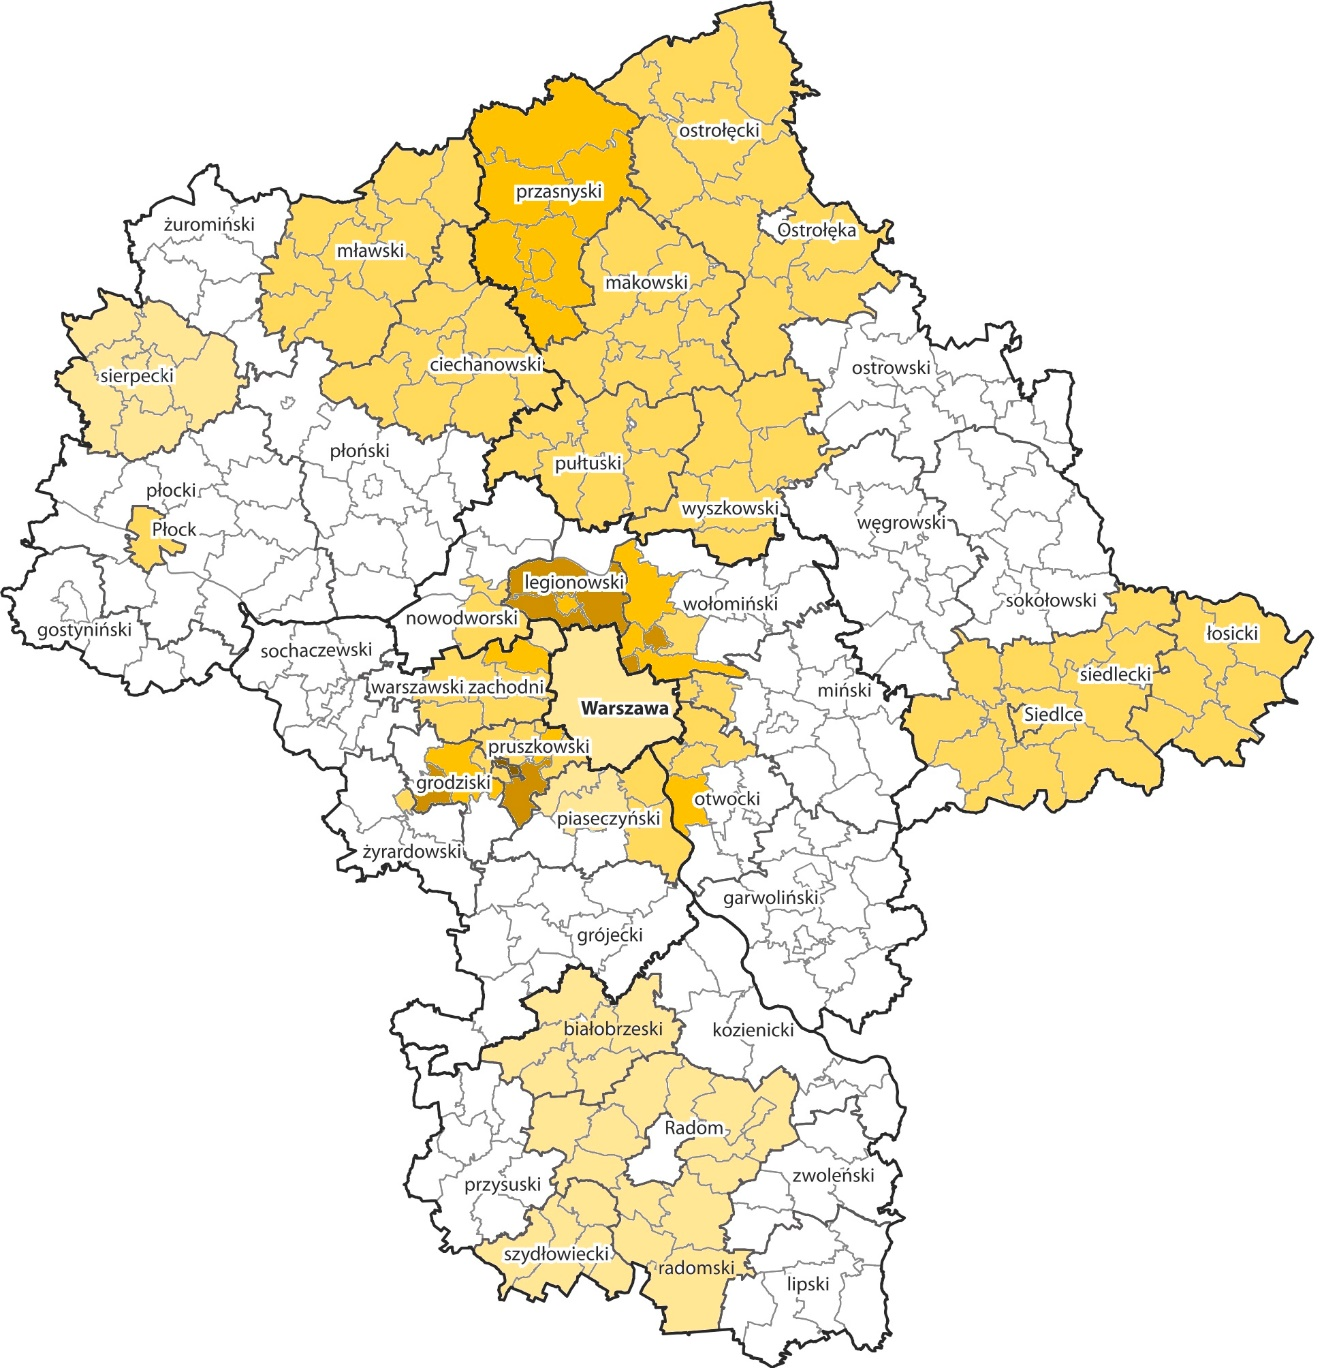 ostrołęcki
przasnyski
żuromiński
Ostrołęka
mławski
makowski
ciechanowski
ostrowski
sierpecki
płoński
pułtuski
płocki
wyszkowski
węgrowski
Płock
legionowski
wołomiński
sokołowski
nowodworski
gostyniński
łosicki
sochaczewski
siedlecki
warszawski zachodni
miński
Warszawa
Siedlce
pruszkowski
grodziski
otwocki
piaseczyński
żyrardowski
garwoliński
grójecki
białobrzeski
kozienicki
Radom
zwoleński
przysuski
szydłowiecki
radomski
lipski